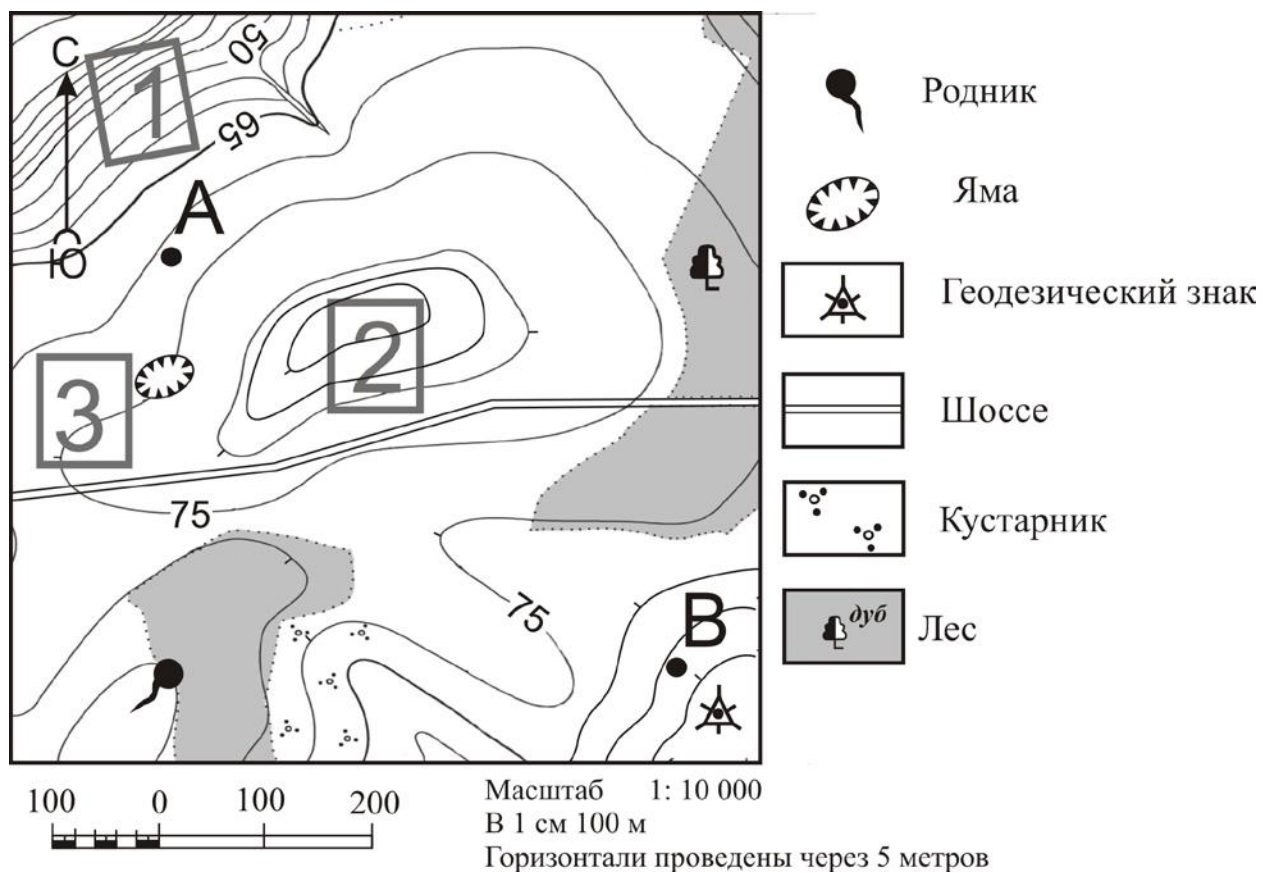 С
Ю
1
50
65
А
2
3
75
75
В
Родник
Яма
Геодезический знак
Шоссе
Кустарник
дуб
Лес
100 0 100 200
Масштаб 1: 10 000
В 1 см 100 м
Горизонтали проведены через 5 метров